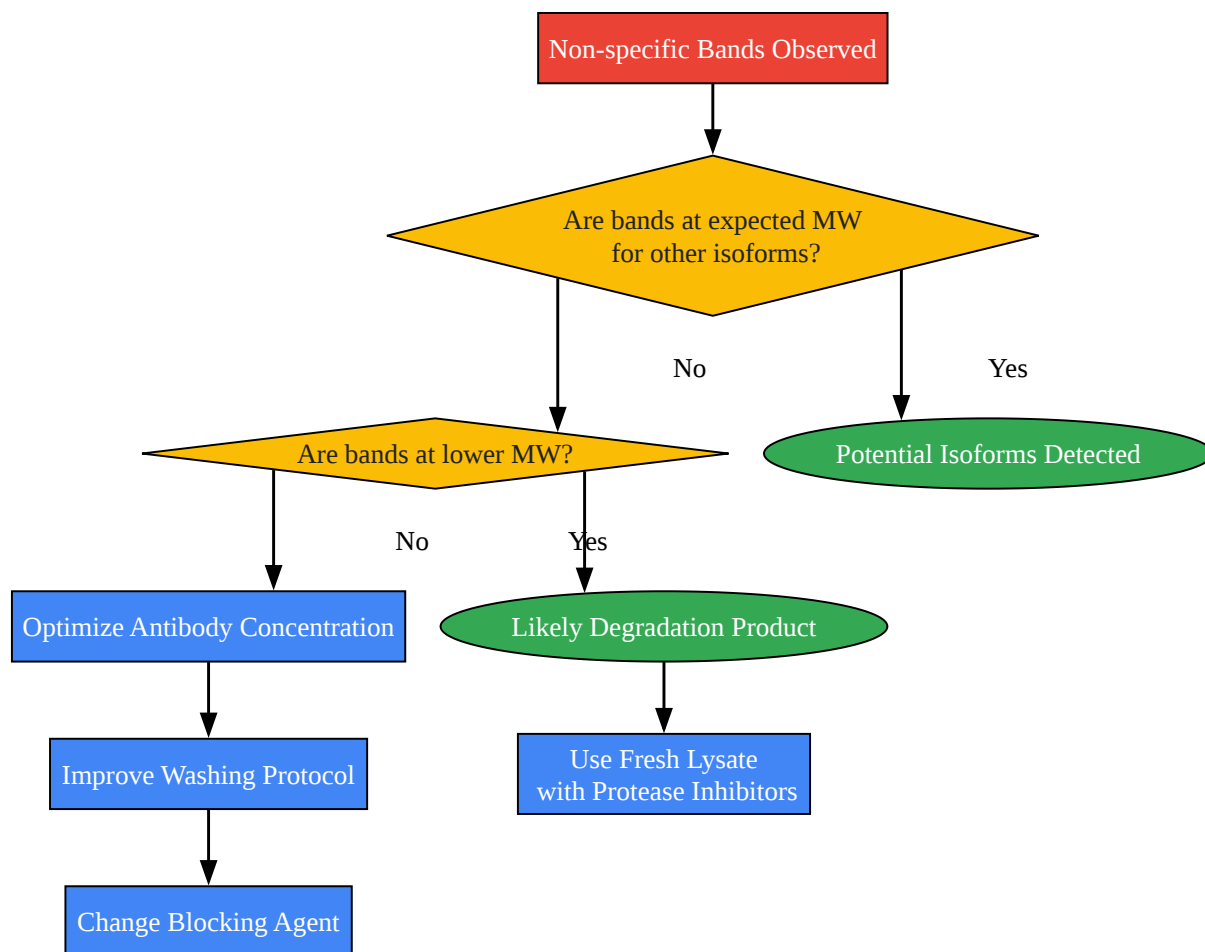 Non-specific Bands Observed
Are bands at expected MW
for other isoforms?
No
Yes
Are bands at lower MW?
Potential Isoforms Detected
No
Yes
Optimize Antibody Concentration
Likely Degradation Product
Improve Washing Protocol
Use Fresh Lysate
with Protease Inhibitors
Change Blocking Agent